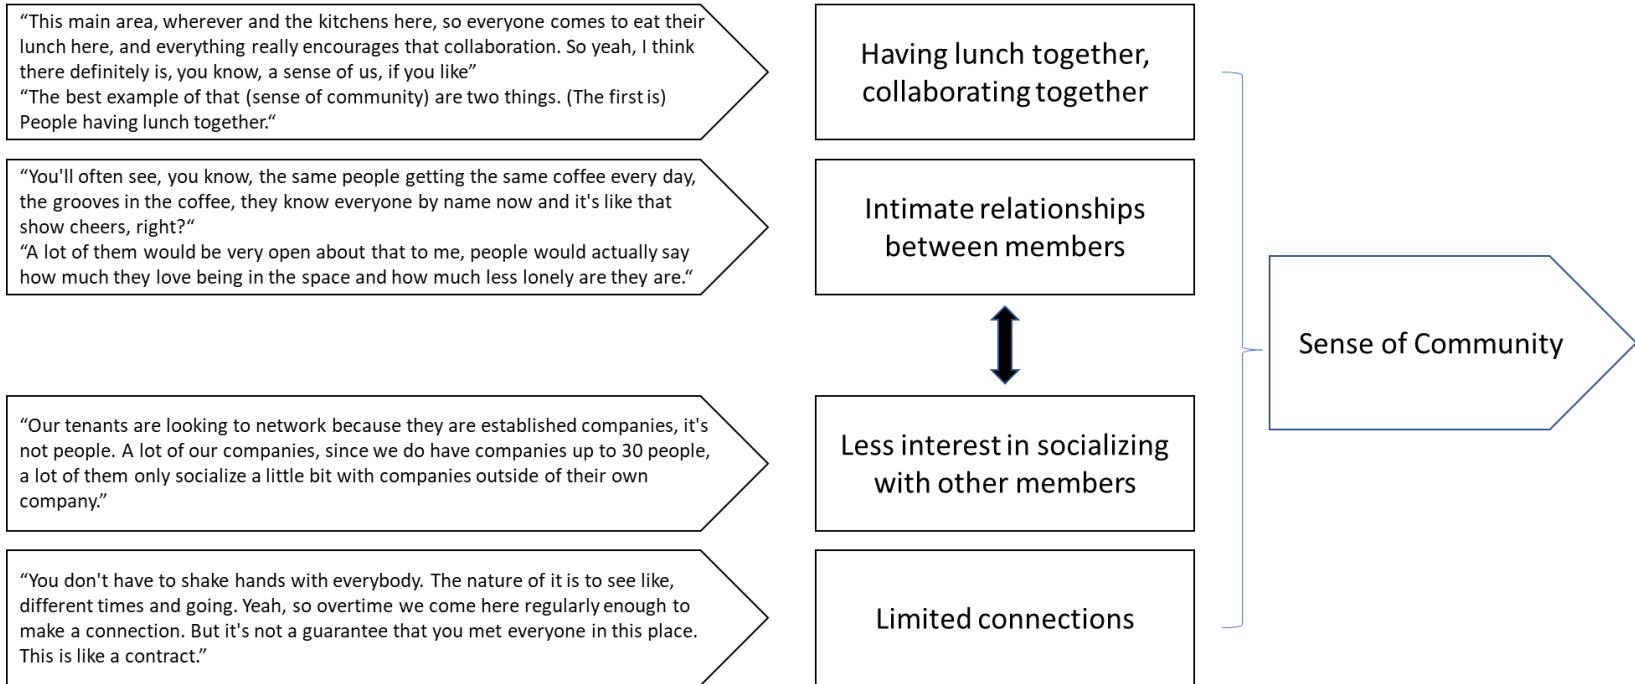 “This main area, wherever and the kitchens here, so everyone comes to eat their
lunch here, and everything really encourages that collaboration. So yeah, I think
there definitely is, you know, a sense of us, if you like”
“The best example of that (sense of community) are two things. (The first is)
People having lunch together.“
Having lunch together,
collaborating together
“You'll often see, you know, the same people getting the same coffee every day,
the grooves in the coffee, they know everyone by name now and it's like that
show cheers, right?“
“A lot of them would be very open about that to me, people would actually say
how much they love being in the space and how much less lonely are they are.“
Intimate relationships
between members
“Our tenants are looking to network because they are established companies, it's
not people. A lot of our companies, since we do have companies up to 30 people,
a lot of them only socialize a little bit with companies outside of their own
company.”
Less interest in socializing
with other members
“You don't have to shake hands with everybody. The nature of it is to see like,
different times and going. Yeah, so overtime we come here regularly enough to
make a connection. But it's not a guarantee that you met everyone in this place.
This is like a contract.”
Limited connections
Sense of Community